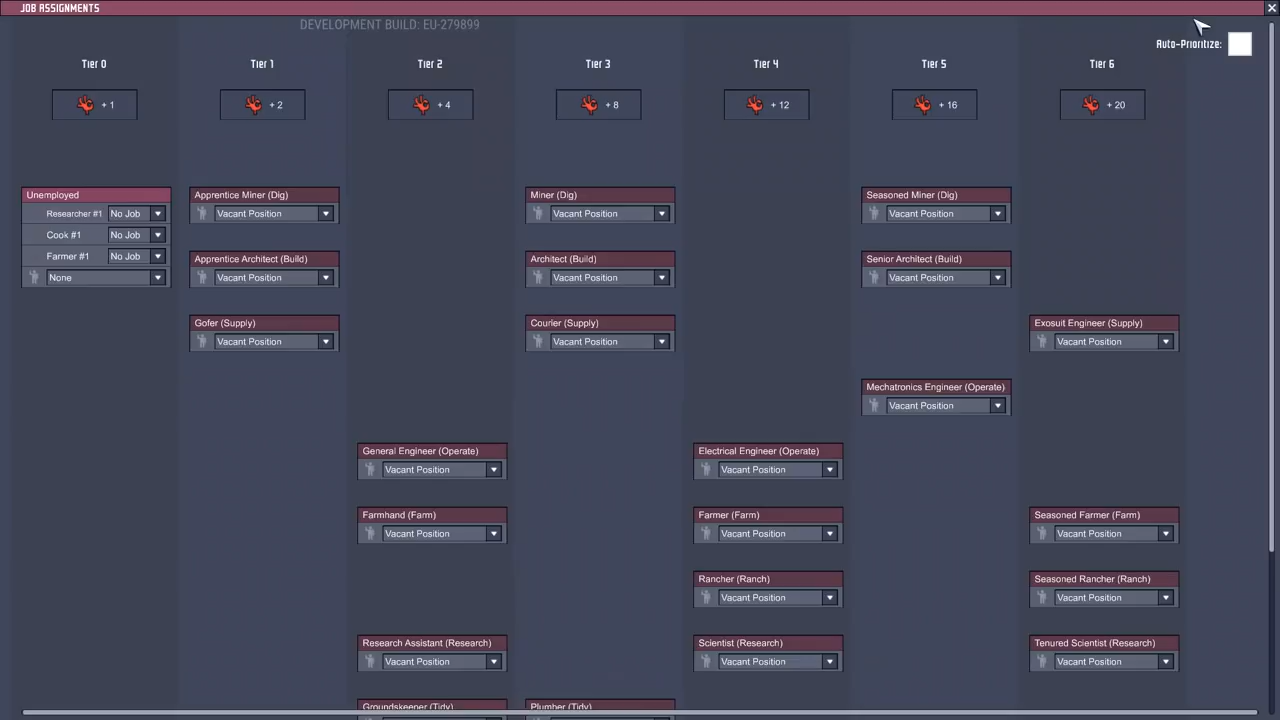 JOB ASSIGNMENTS
DEVELOPMENT BUILD: EU-279899
Auto-Prioritize:
Tier 0 Tier 1 Tier 2 Tier 3 Tier 4 Tier 5 Tier 6
+ 1 + 2 + 4 + 8 + 12 + 16 + 20
Unemployed Apprentice Miner (Dig) Miner (Dig) Seasoned Miner (Dig)
Researcher #1 No Job Vacant Position Vacant Position Vacant Position
Cook #1 No Job
Farmer #1 No Job Apprentice Architect (Build) Architect (Build) Senior Architect (Build)
None Vacant Position Vacant Position Vacant Position
Gofer (Supply) Courier (Supply) Exosuit Engineer (Supply)
Vacant Position Vacant Position Vacant Position
Mechatronics Engineer (Operate)
Vacant Position
General Engineer (Operate) Electrical Engineer (Operate)
Vacant Position Vacant Position
Farmhand (Farm) Farmer (Farm) Seasoned Farmer (Farm)
Vacant Position Vacant Position Vacant Position
Rancher (Ranch) Seasoned Rancher (Ranch)
Vacant Position Vacant Position
Research Assistant (Research) Scientist (Research) Tenured Scientist (Research)
Vacant Position Vacant Position Vacant Position
Groundskeeper (Tidy) Plumber (Tidy)